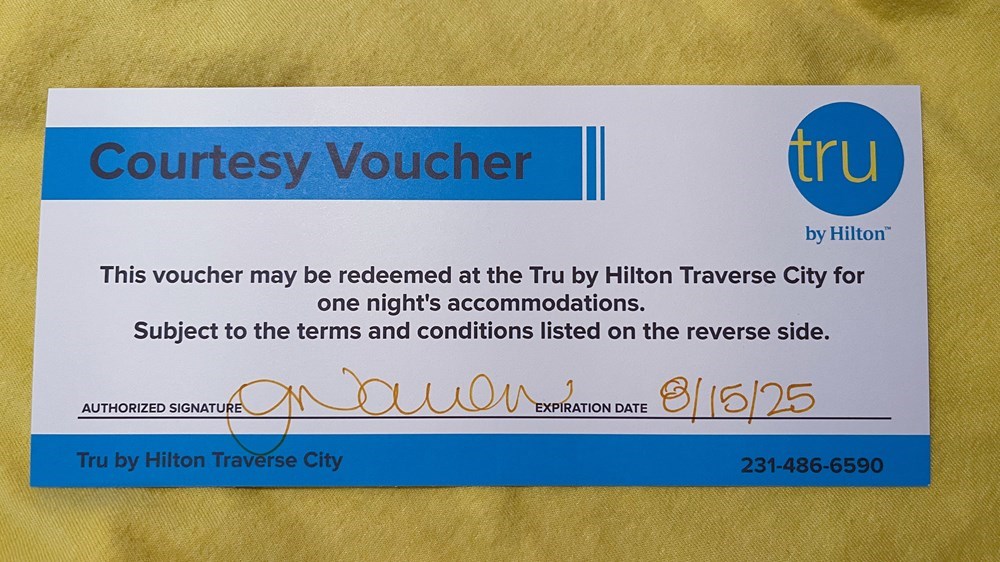 Courtesy Voucher
tru
by Hilton™
This voucher may be redeemed at the Tru by Hilton Traverse City for
one night's accommodations.
Subject to the terms and conditions listed on the reverse side.
AUTHORIZED SIGNATURE EXPIRATION DATE 8/15/25
Tru by Hilton Traverse City 231-486-6590